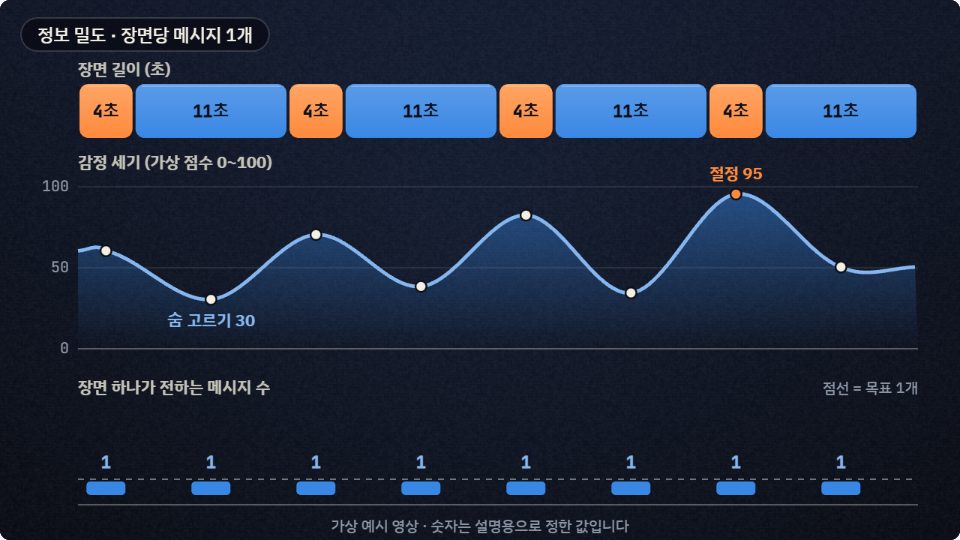 정보 밀도 · 장면당 메시지 1개
장면 길이 (초)
4초 11초 4초 11초 4초 11초 4초 11초
감정 세기 (가상 점수 0~100)
절정 95
100
50
숨 고르기 30
0
장면 하나가 전하는 메시지 수
점선 = 목표 1개
1 1 1 1 1 1 1 1
가상 예시 영상 · 숫자는 설명용으로 정한 값입니다